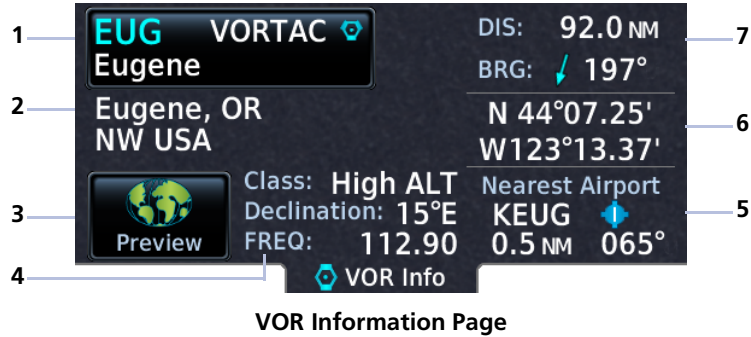 1
EUG VORTAC
Eugene
DIS: 92.0 NM
BRG: 197°
7
2
Eugene, OR
NW USA
N 44°07.25'
W123°13.37'
6
3
Preview
Class: High ALT
Declination: 15°E
FREQ: 112.90
4
Nearest Airport
KEUG
0.5 NM 065°
5
VOR Info
VOR Information Page